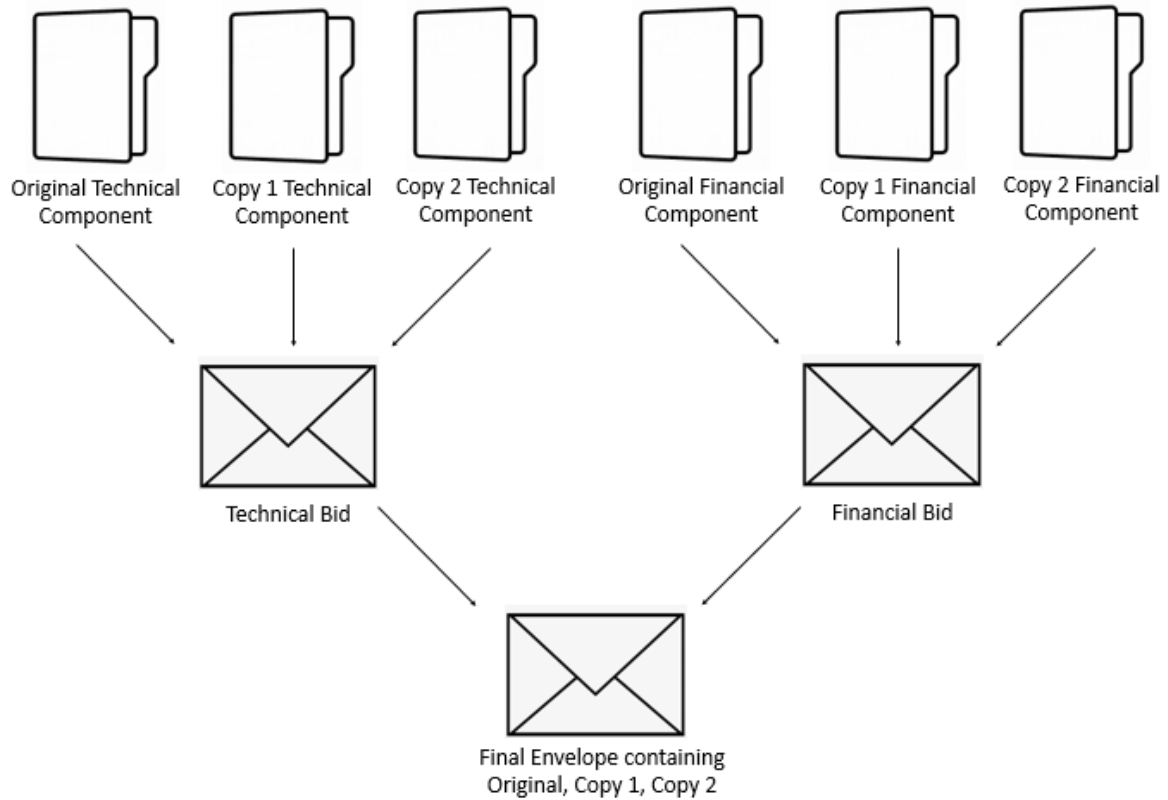 Original Technical
Component
Copy 1 Technical
Component
Copy 2 Technical
Component
Original Financial
Component
Copy 1 Financial
Component
Copy 2 Financial
Component
Technical Bid
Financial Bid
Final Envelope containing
Original, Copy 1, Copy 2